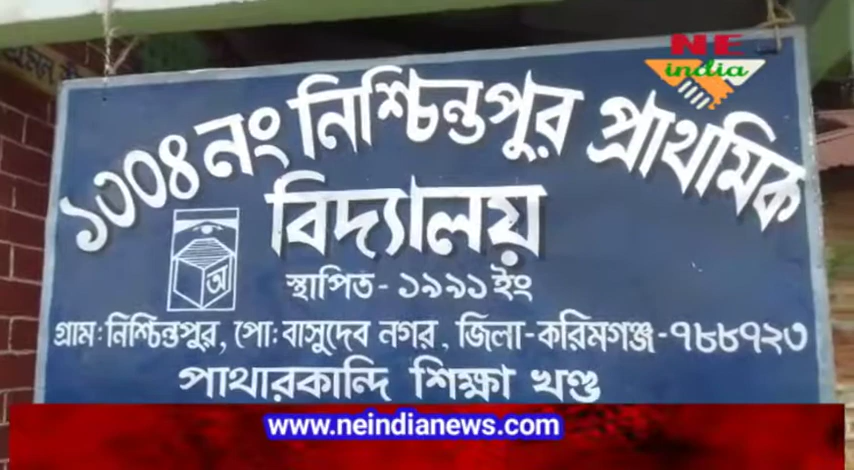 NE
india
১৩০৪ নং নিশ্চিন্তপুর প্রাথমিক
বিদ্যালয়
অ
স্থাপিত - ১৯৯১ ইং
গ্রাম: নিশ্চিন্তপুর, পো: বাসুদেব নগর, জিলা-করিমগঞ্জ-৭৮৮৭২৩
পাথারকান্দি শিক্ষা খণ্ড
www.neindianews.com